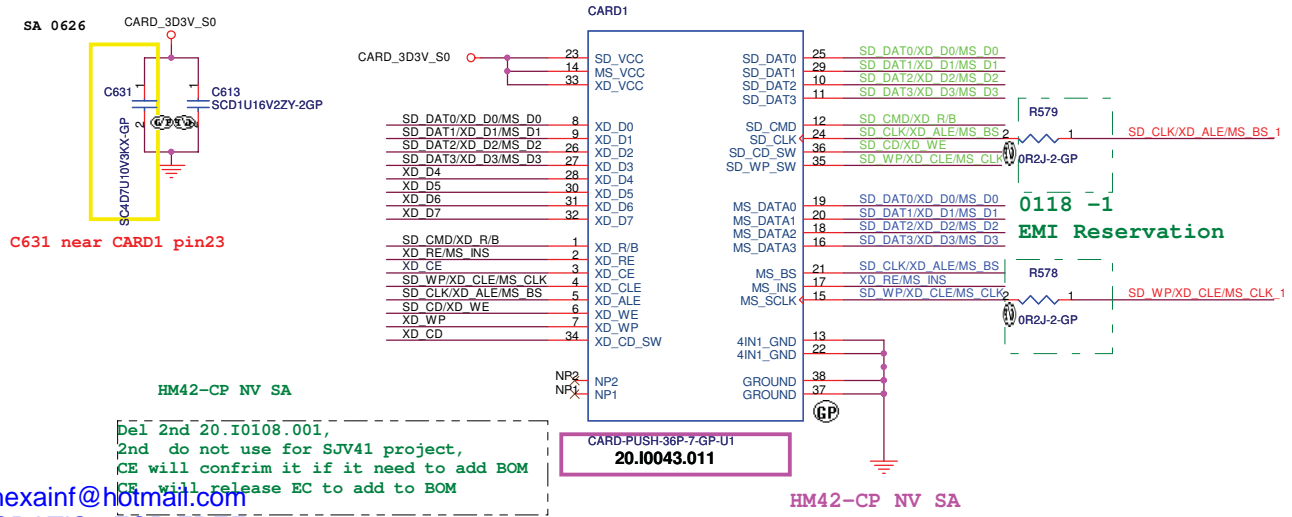 CARD1
SA 0626
CARD_3D3V_S0
1
C631
2
SC4D7U10V3KX-GP
1
C613
SCD1U16V2ZY-2GP
2
C631 near CARD1 pin23
CARD_3D3V_S0
23 SD_VCC
14 MS_VCC
33 XD_VCC
SD_DAT0/XD_D0/MS_D0 8 XD_D0
SD_DAT1/XD_D1/MS_D1 9 XD_D1
SD_DAT2/XD_D2/MS_D2 26 XD_D2
SD_DAT3/XD_D3/MS_D3 27 XD_D3
XD_D4 28 XD_D4
XD_D5 30 XD_D5
XD_D6 31 XD_D6
XD_D7 32 XD_D7
SD_CMD/XD_R/B 1 XD_R/B
XD_RE/MS_INS 2 XD_RE
XD_CE 3 XD_CE
SD_WP/XD_CLE/MS_CLK 4 XD_CLE
SD_CLK/XD_ALE/MS_BS 5 XD_ALE
SD_CD/XD_WE 6 XD_WE
XD_WP 7 XD_WP
XD_CD 34 XD_CD_SW
NP2 NP2
NP1 NP1
SD_DAT0 25 SD_DAT0/XD_D0/MS_D0
SD_DAT1 29 SD_DAT1/XD_D1/MS_D1
SD_DAT2 10 SD_DAT2/XD_D2/MS_D2
SD_DAT3 11 SD_DAT3/XD_D3/MS_D3
SD_CMD 12 SD_CMD/XD_R/B
SD_CLK 24 SD_CLK/XD_ALE/MS_BS
SD_CD_SW 36 SD_CD/XD_WE
SD_WP_SW 35 SD_WP/XD_CLE/MS_CLK
R579
2 1 SD_CLK/XD_ALE/MS_BS_1
0R2J-2-GP
0118 -1
EMI Reservation
MS_DATA0 19 SD_DAT0/XD_D0/MS_D0
MS_DATA1 20 SD_DAT1/XD_D1/MS_D1
MS_DATA2 18 SD_DAT2/XD_D2/MS_D2
MS_DATA3 16 SD_DAT3/XD_D3/MS_D3
MS_BS 21 SD_CLK/XD_ALE/MS_BS
MS_INS 17 XD_RE/MS_INS
MS_SCLK 15 SD_WP/XD_CLE/MS_CLK
R578
2 1 SD_WP/XD_CLE/MS_CLK_1
0R2J-2-GP
4IN1_GND 13
4IN1_GND 22
GROUND 38
GROUND 37
GP
CARD-PUSH-36P-7-GP-U1
20.I0043.011
HM42-CP NV SA
HM42-CP NV SA
Del 2nd 20.I0108.001,
2nd do not use for SJV41 project,
CE will confrim it if it need to add BOM
CE will release EC to add to BOM
hexainf@hotmail.com